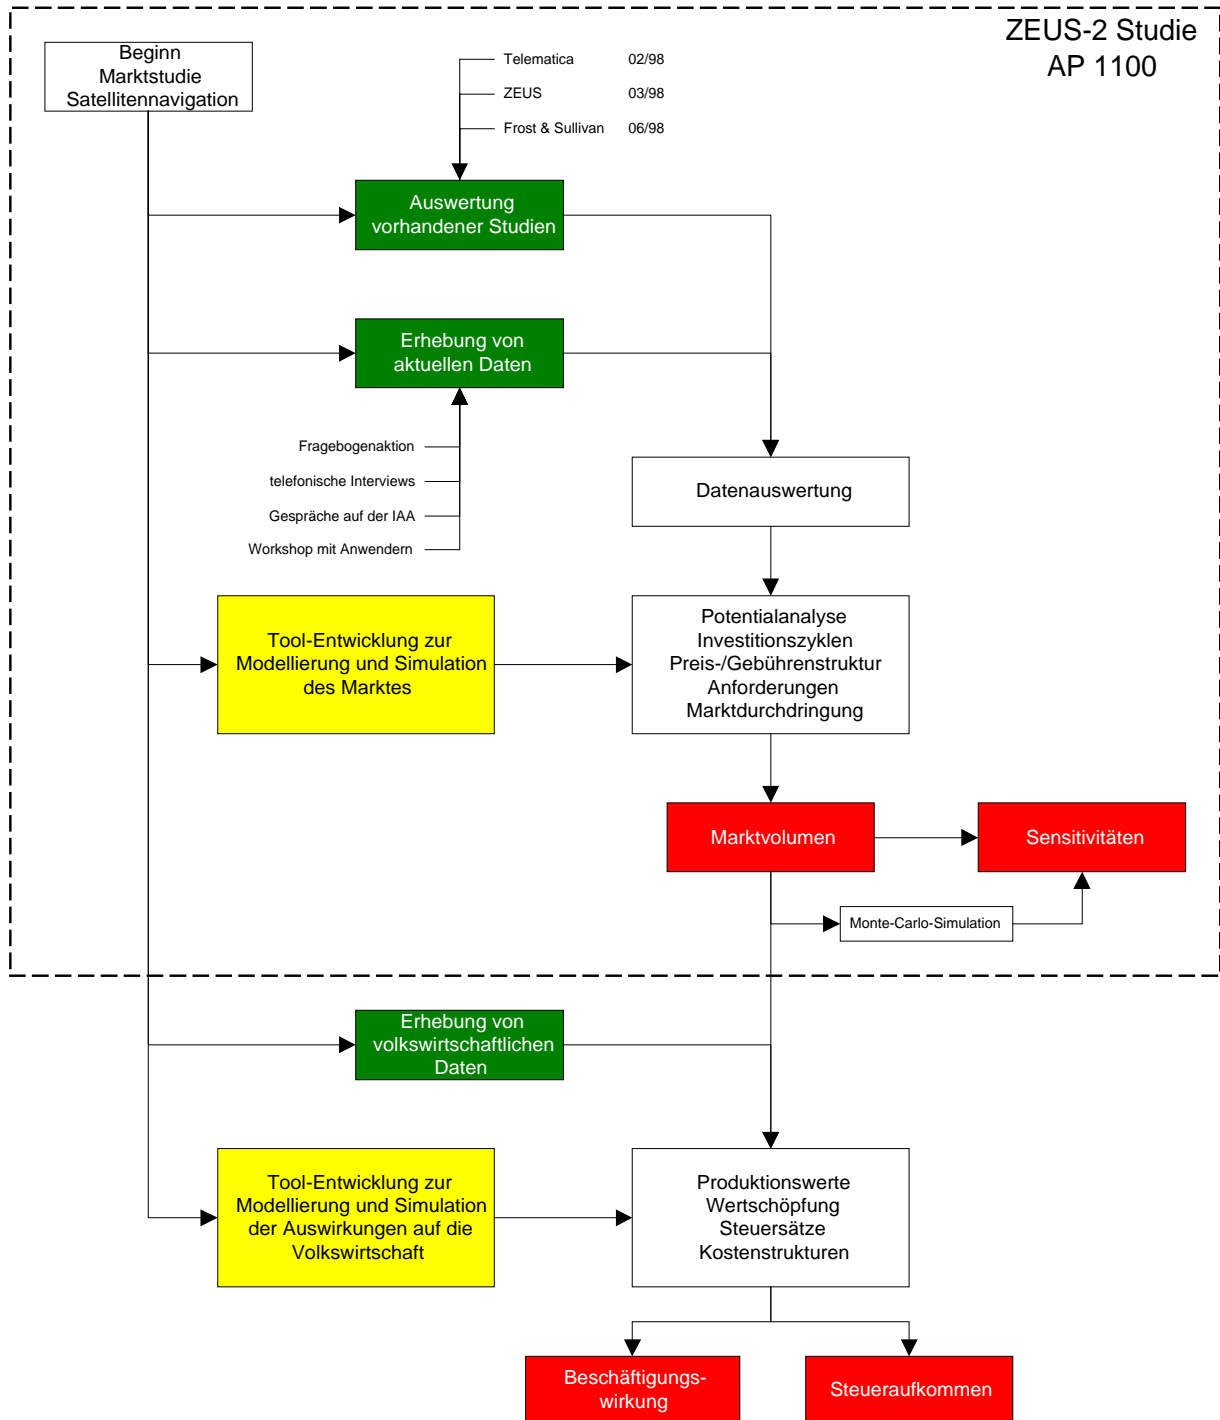 ZEUS-2 Studie
AP 1100
Beginn
Marktstudie
Satellitennavigation
Telematica 02/98
ZEUS 03/98
Frost & Sullivan 06/98
Auswertung
vorhandener Studien
Erhebung von
aktuellen Daten
Fragebogenaktion
telefonische Interviews
Gespräche auf der IAA
Workshop mit Anwendern
Datenauswertung
Tool-Entwicklung zur
Modellierung und Simulation
des Marktes
Potentialanalyse
Investitionszyklen
Preis-/Gebührenstruktur
Anforderungen
Marktdurchdringung
Marktvolumen
Sensitivitäten
Monte-Carlo-Simulation
Erhebung von
volkswirtschaftlichen
Daten
Tool-Entwicklung zur
Modellierung und Simulation
der Auswirkungen auf die
Volkswirtschaft
Produktionswerte
Wertschöpfung
Steuersätze
Kostenstrukturen
Beschäftigungs-
wirkung
Steueraufkommen